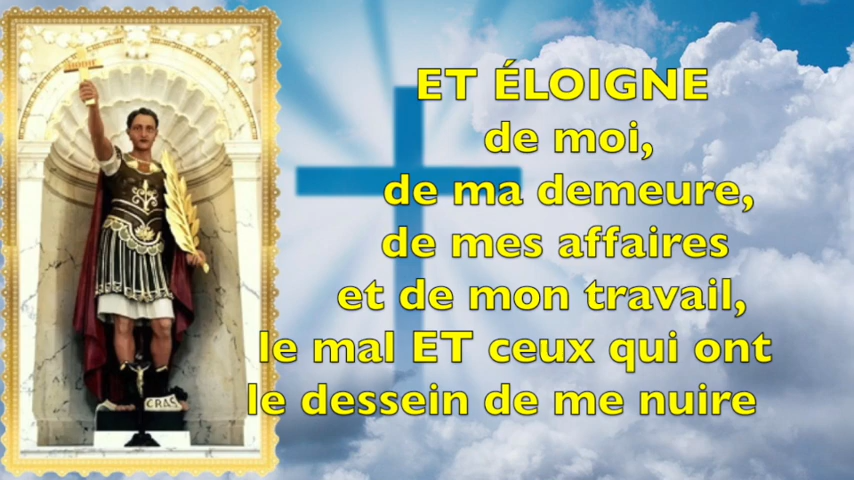 ET ÉLOIGNE
de moi,
de ma demeure,
de mes affaires
et de mon travail,
le mal ET ceux qui ont
le dessein de me nuire
CRAS